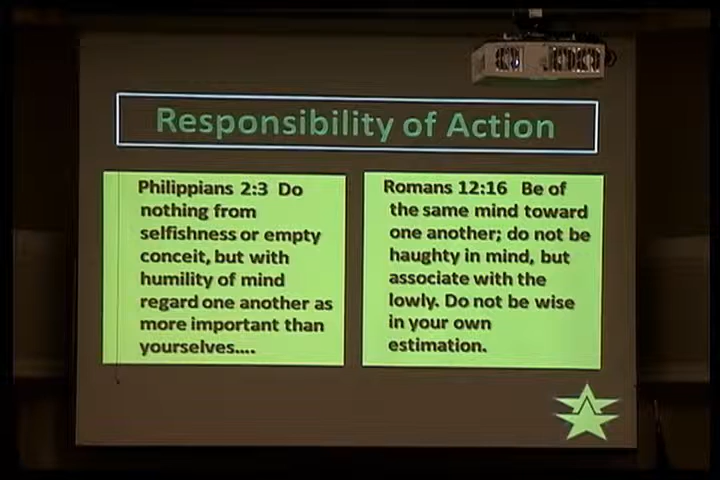 Responsibility of Action
Philippians 2:3 Do
nothing from
selfishness or empty
conceit, but with
humility of mind
regard one another as
more important than
yourselves....
Romans 12:16 Be of
the same mind toward
one another; do not be
haughty in mind, but
associate with the
lowly. Do not be wise
in your own
estimation.